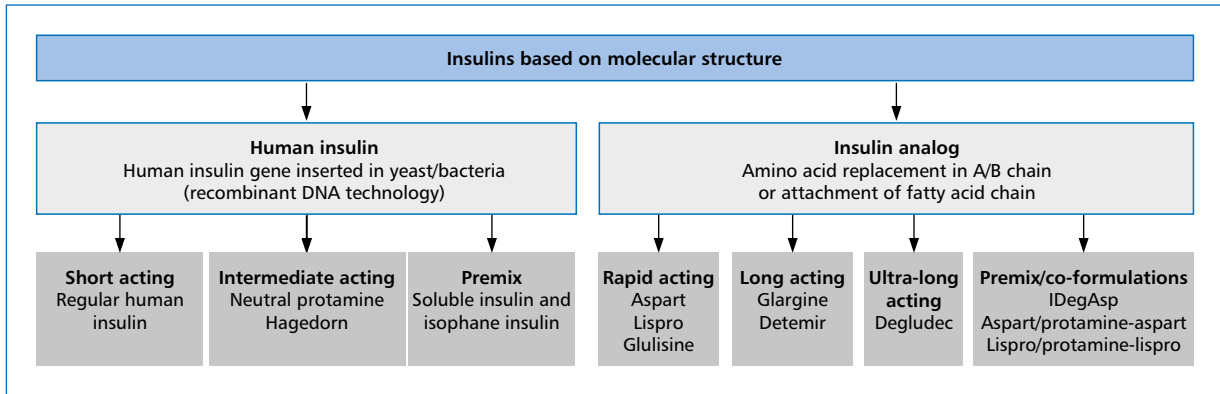 Insulins based on molecular structure
Human insulin
Human insulin gene inserted in yeast/bacteria
(recombinant DNA technology)
Insulin analog
Amino acid replacement in A/B chain
or attachment of fatty acid chain
Short acting
Regular human
insulin
Intermediate acting
Neutral protamine
Hagedorn
Premix
Soluble insulin and
isophane insulin
Rapid acting
Aspart
Lispro
Glulisine
Long acting
Glargine
Detemir
Ultra-long
acting
Degludec
Premix/co-formulations
IDegAsp
Aspart/protamine-aspart
Lispro/protamine-lispro